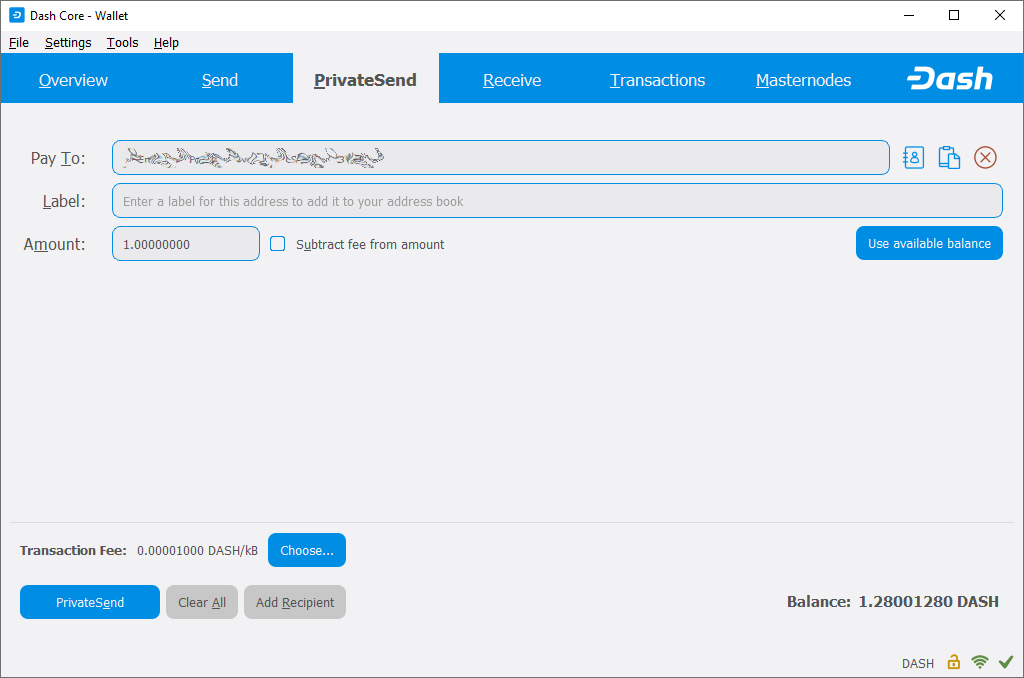 Dash Core - Wallet
File Settings Tools Help
Overview Send PrivateSend Receive Transactions Masternodes Dash
Pay To:
Label: Enter a label for this address to add it to your address book
Amount: 1.00000000 Subtract fee from amount Use available balance
Transaction Fee: 0.00001000 DASH/kB Choose...
PrivateSend Clear All Add Recipient Balance: 1.28001280 DASH
DASH